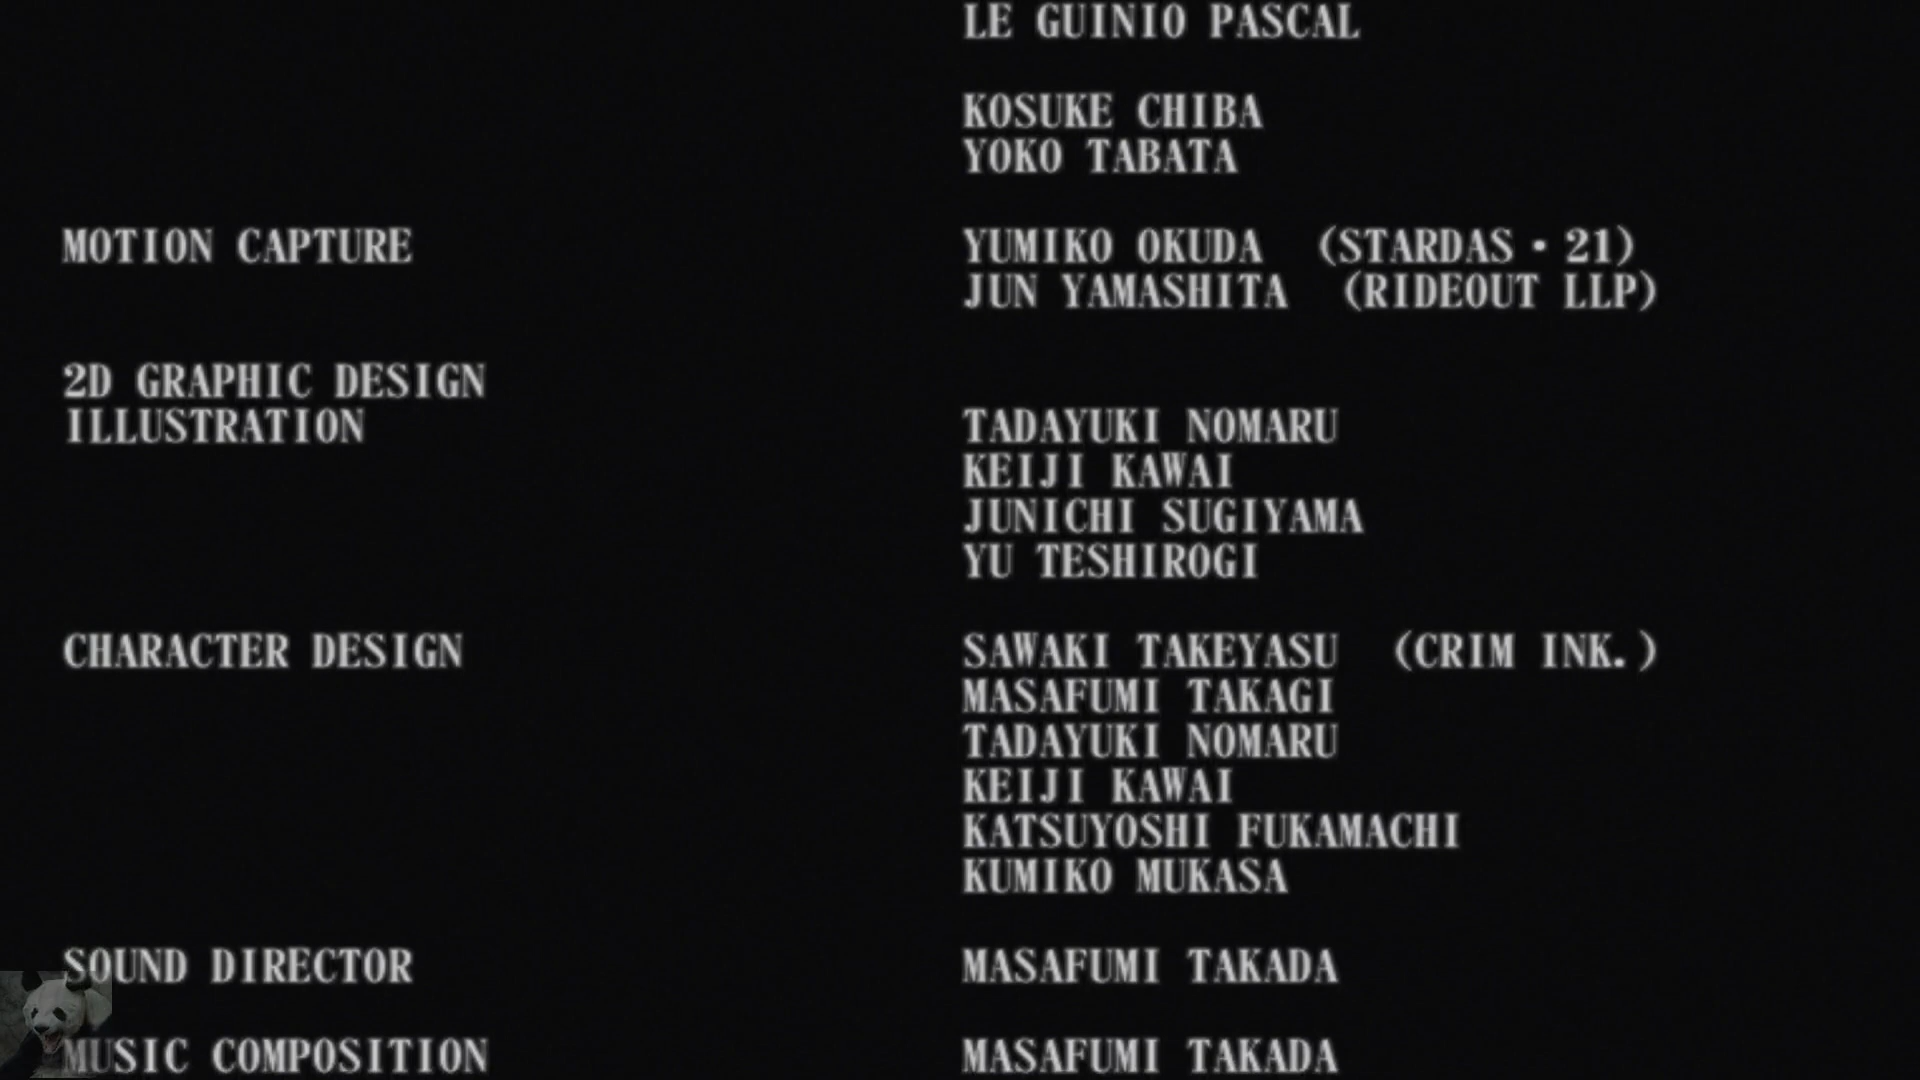 LE GUINIO PASCAL
KOSUKE CHIBA
YOKO TABATA
MOTION CAPTURE YUMIKO OKUDA (STARDAS・21)
JUN YAMASHITA (RIDEOUT LLP)
2D GRAPHIC DESIGN
ILLUSTRATION TADAYUKI NOMARU
KEIJI KAWAI
JUNICHI SUGIYAMA
YU TESHIROGI
CHARACTER DESIGN SAWAKI TAKEYASU (CRIM INK.)
MASAFUMI TAKAGI
TADAYUKI NOMARU
KEIJI KAWAI
KATSUYOSHI FUKAMACHI
KUMIKO MUKASA
SOUND DIRECTOR MASAFUMI TAKADA
MUSIC COMPOSITION MASAFUMI TAKADA